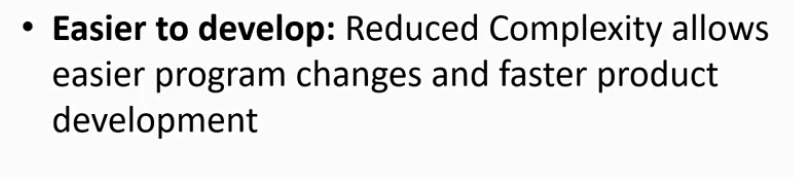 • Easier to develop: Reduced Complexity allows
easier program changes and faster product
development